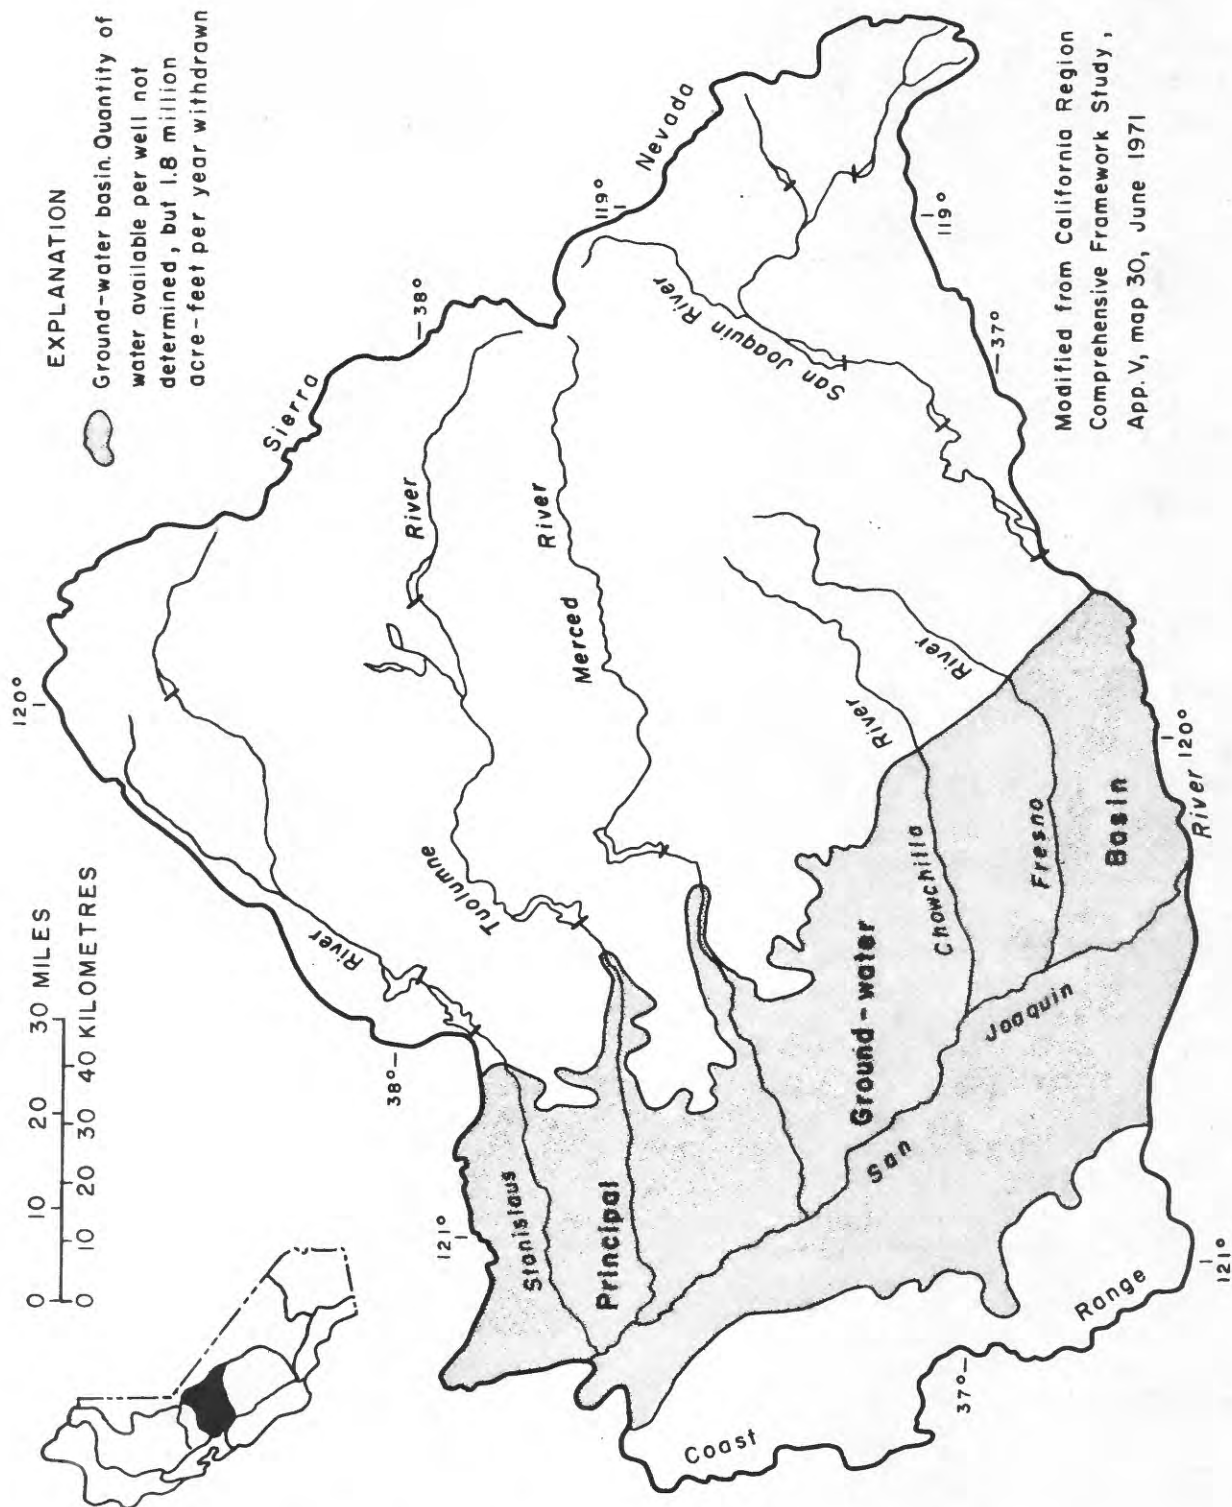 EXPLANATION
Ground-water basin. Quantity of
water available per well not
determined, but 1.8 million
acre-feet per year withdrawn
0 10 20 30 MILES
0 10 20 30 40 KILOMETRES
120°
38°
119°
Sierra
Nevada
River
Tuolumne
River
Merced
River
San Joaquin River
119°
37°
38°
121°
Stanislaus
Principal
Ground-water
Basin
Chowchilla
River
Fresno
River
San
Joaquin
River
120°
121°
37°
Coast
Range
Modified from California Region
Comprehensive Framework Study,
App. V, map 30, June 1971